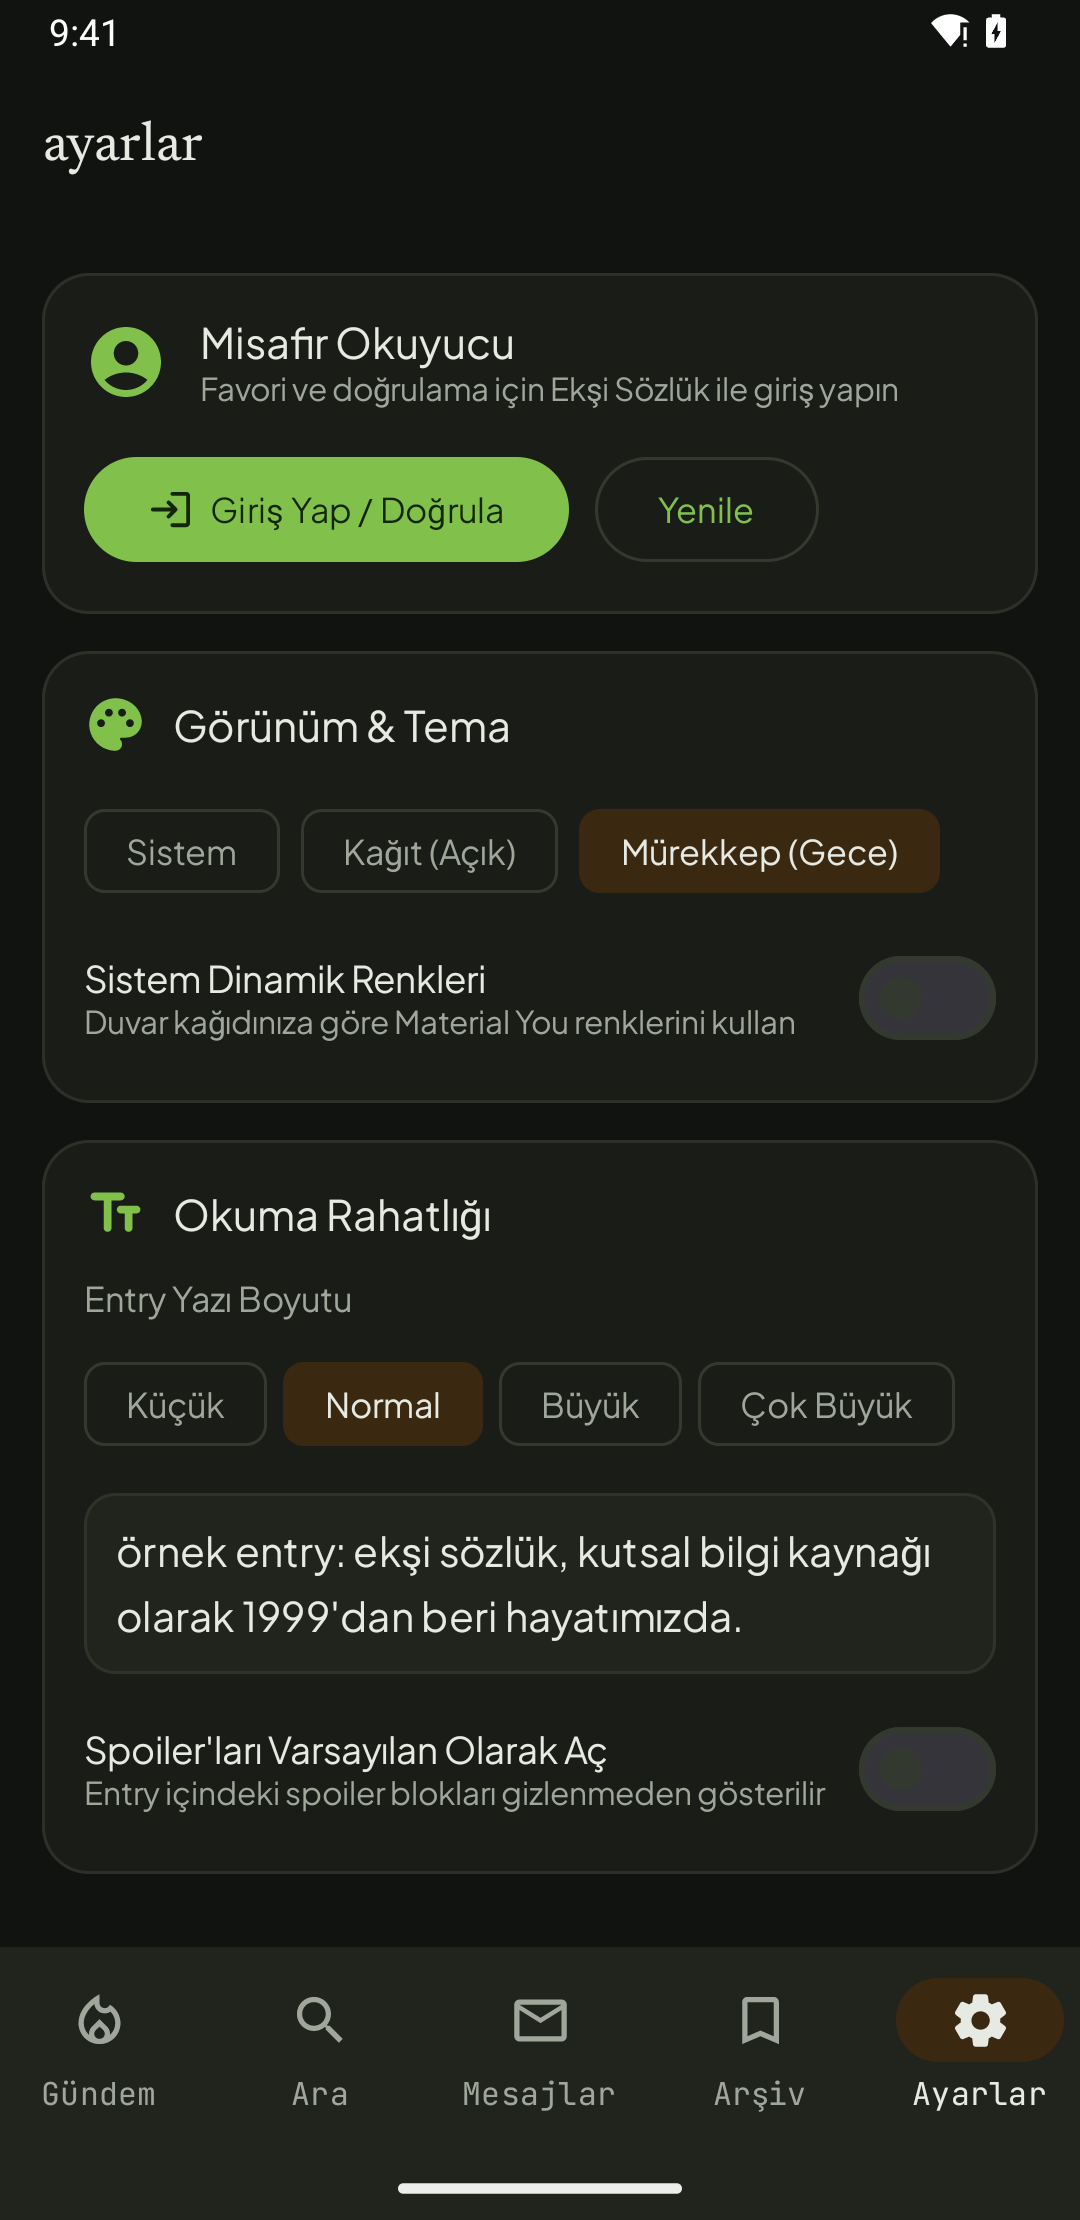 9:41
ayarlar
Misafir Okuyucu
Favori ve doğrulama için Ekşi Sözlük ile giriş yapın
Giriş Yap / Doğrula
Yenile
Görünüm & Tema
Sistem
Kağıt (Açık)
Mürekkep (Gece)
Sistem Dinamik Renkleri
Duvar kağıdınıza göre Material You renklerini kullan
Okuma Rahatlığı
Entry Yazı Boyutu
Küçük
Normal
Büyük
Çok Büyük
örnek entry: ekşi sözlük, kutsal bilgi kaynağı
olarak 1999'dan beri hayatımızda.
Spoiler'ları Varsayılan Olarak Aç
Entry içindeki spoiler blokları gizlenmeden gösterilir
Gündem
Ara
Mesajlar
Arşiv
Ayarlar